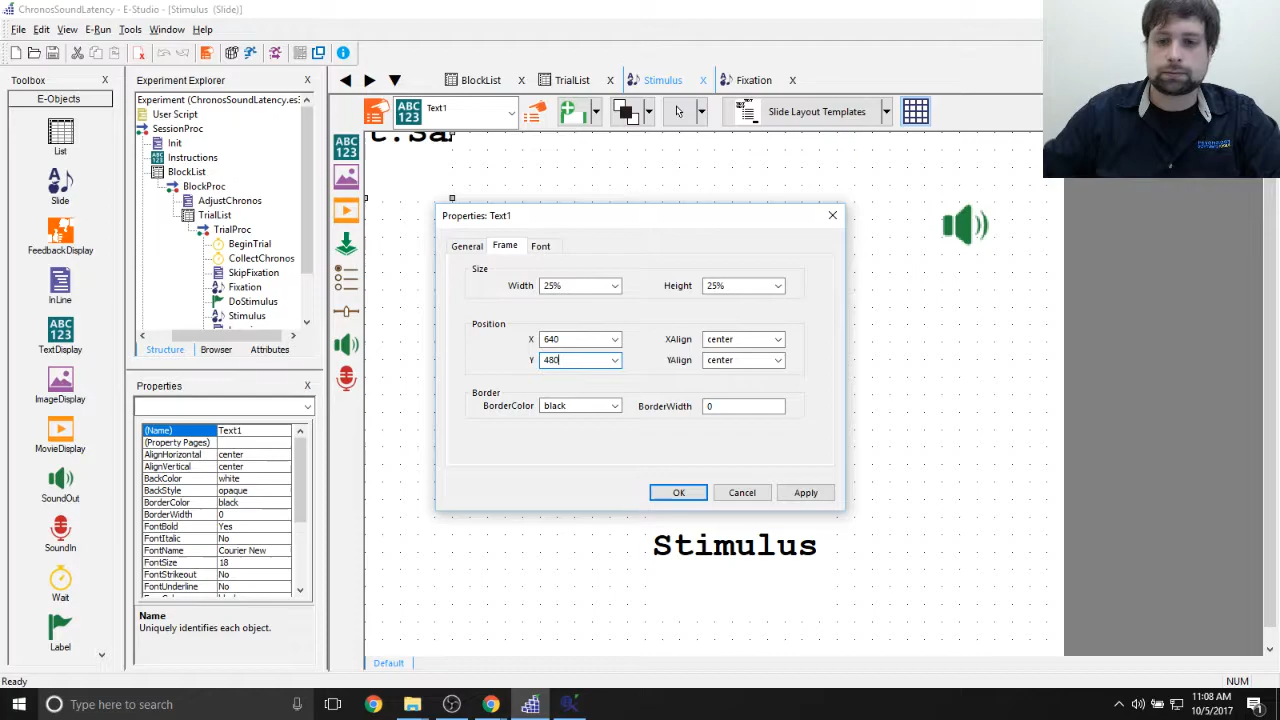 ChronosSoundLatency - E-Studio - [Stimulus (Slide)]
File Edit View E-Run Tools Window Help
Toolbox
E-Objects
List
Slide
FeedbackDisplay
InLine
ABC
123
TextDisplay
ImageDisplay
MovieDisplay
SoundOut
SoundIn
Wait
Label
Experiment Explorer
Experiment (ChronosSoundLatency.es
User Script
SessionProc
Init
Instructions
BlockList
BlockProc
AdjustChronos
TrialList
TrialProc
BeginTrial
CollectChronos
SkipFixation
Fixation
DoStimulus
Stimulus
Structure Browser Attributes
Properties
(Name) Text1
(Property Pages)
AlignHorizontal center
AlignVertical center
BackColor white
BackStyle opaque
BorderColor black
BorderWidth 0
FontBold Yes
FontItalic No
FontName Courier New
FontSize 18
FontStrikeout No
FontUnderline No
(Name)
Uniquely identifies each object.
BlockList TrialList Stimulus Fixation
ABC
123
Text1
Slide Layout Templates
ABC
123
Properties: Text1
General Frame Font
Size
Width 25% Height 25%
Position
X 640 XAlign center
Y 480 YAlign center
Border
BorderColor black BorderWidth 0
OK Cancel Apply
Stimulus
Default
Ready
NUM
Type here to search
11:08 AM
10/5/2017